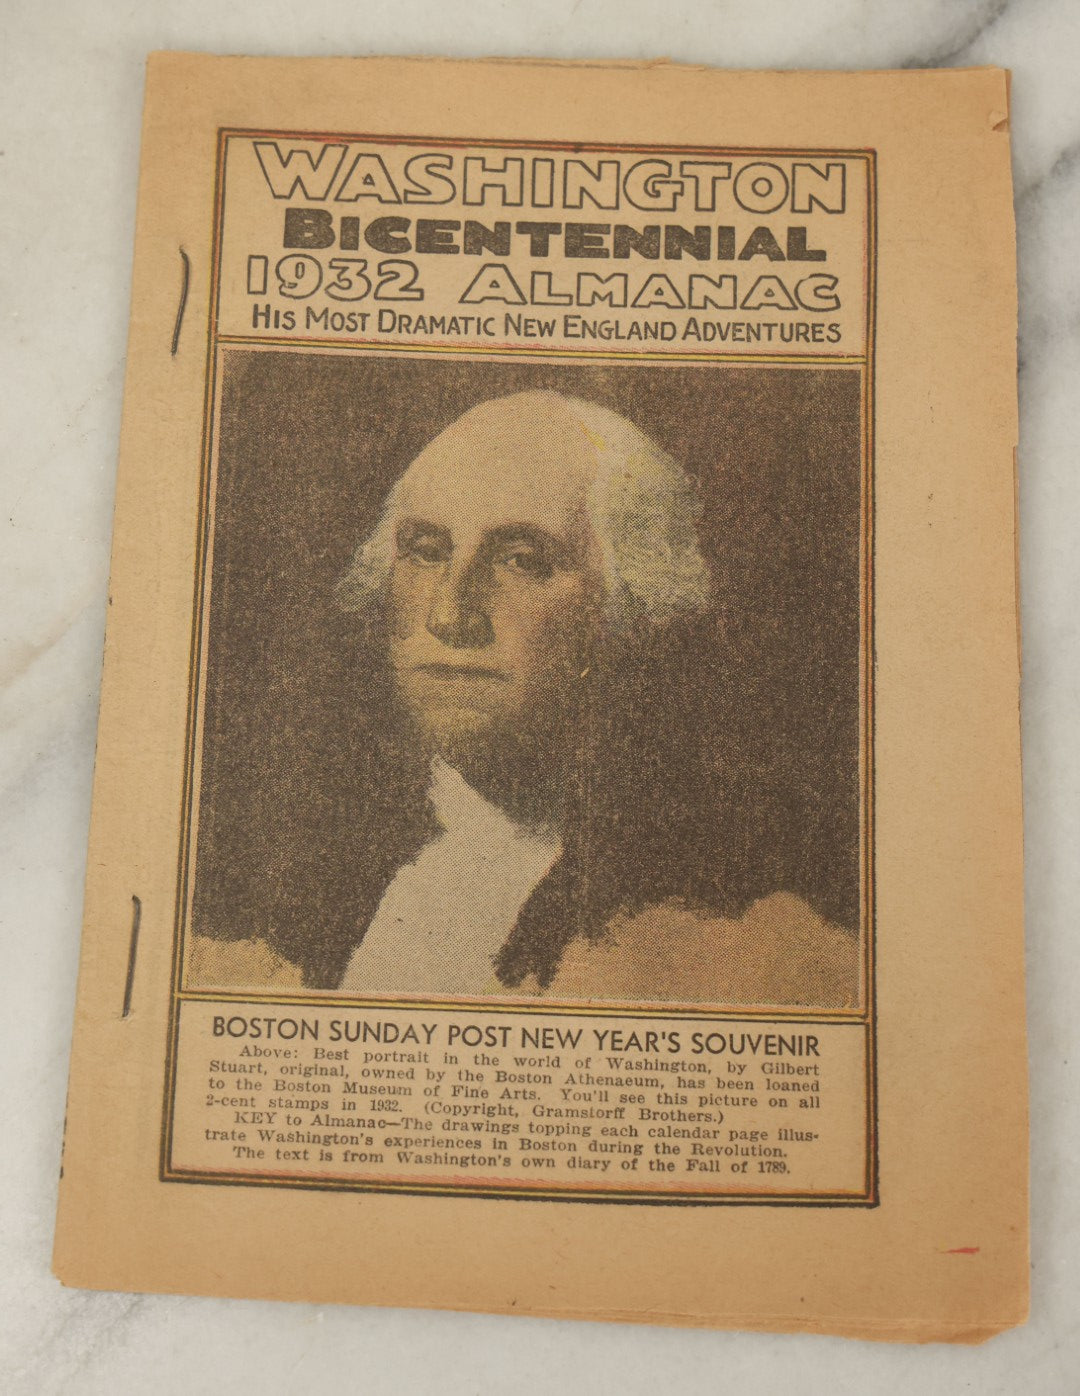 WASHINGTON
BICENTENNIAL
1932 ALMANAC
HIS MOST DRAMATIC NEW ENGLAND ADVENTURES
BOSTON SUNDAY POST NEW YEAR'S SOUVENIR
Above: Best portrait in the world of Washington, by Gilbert
Stuart, original, owned by the Boston Athenaeum, has been loaned
to the Boston Museum of Fine Arts. You'll see this picture on all
2-cent stamps in 1932. (Copyright, Gramstorff Brothers.)
KEY to Almanac—The drawings topping each calendar page illus-
trate Washington's experiences in Boston during the Revolution.
The text is from Washington's own diary of the Fall of 1789.